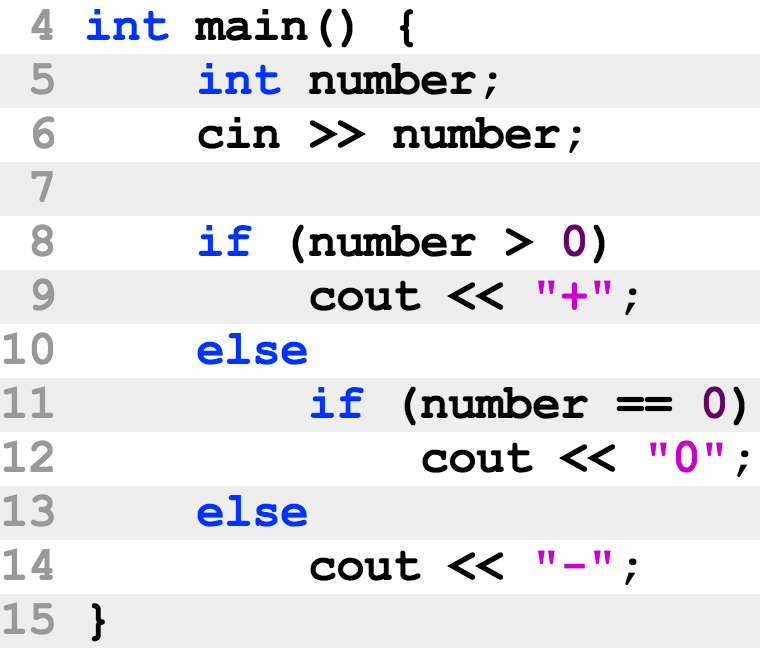 4 int main() {
5     int number;
6     cin >> number;
7
8     if (number > 0)
9         cout << "+";
10     else
11         if (number == 0)
12             cout << "0";
13     else
14         cout << "-";
15 }